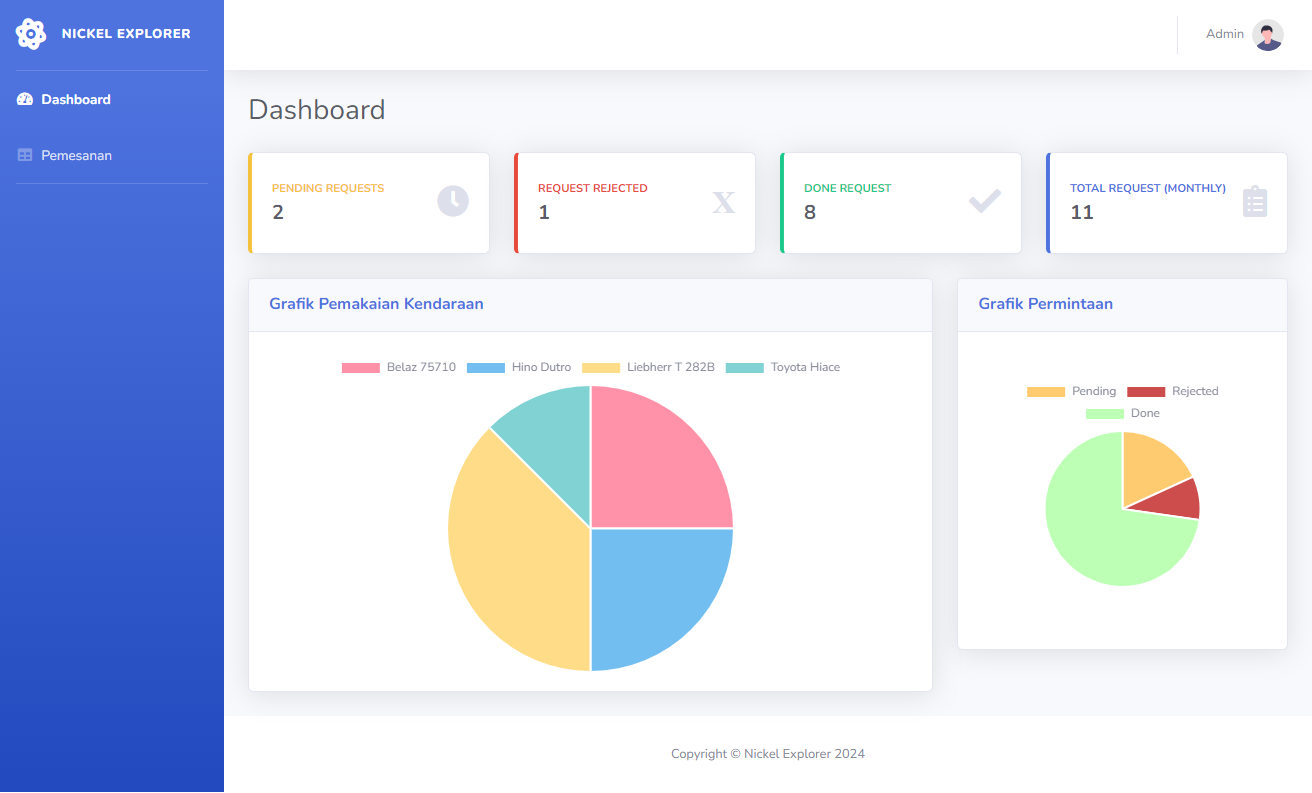 NICKEL EXPLORER
Admin
Dashboard
Pemesanan
Dashboard
PENDING REQUESTS
2
REQUEST REJECTED
1
X
DONE REQUEST
8
TOTAL REQUEST (MONTHLY)
11
Grafik Pemakaian Kendaraan
Belaz 75710 Hino Dutro Liebherr T 282B Toyota Hiace
Grafik Permintaan
Pending Rejected
Done
Copyright © Nickel Explorer 2024